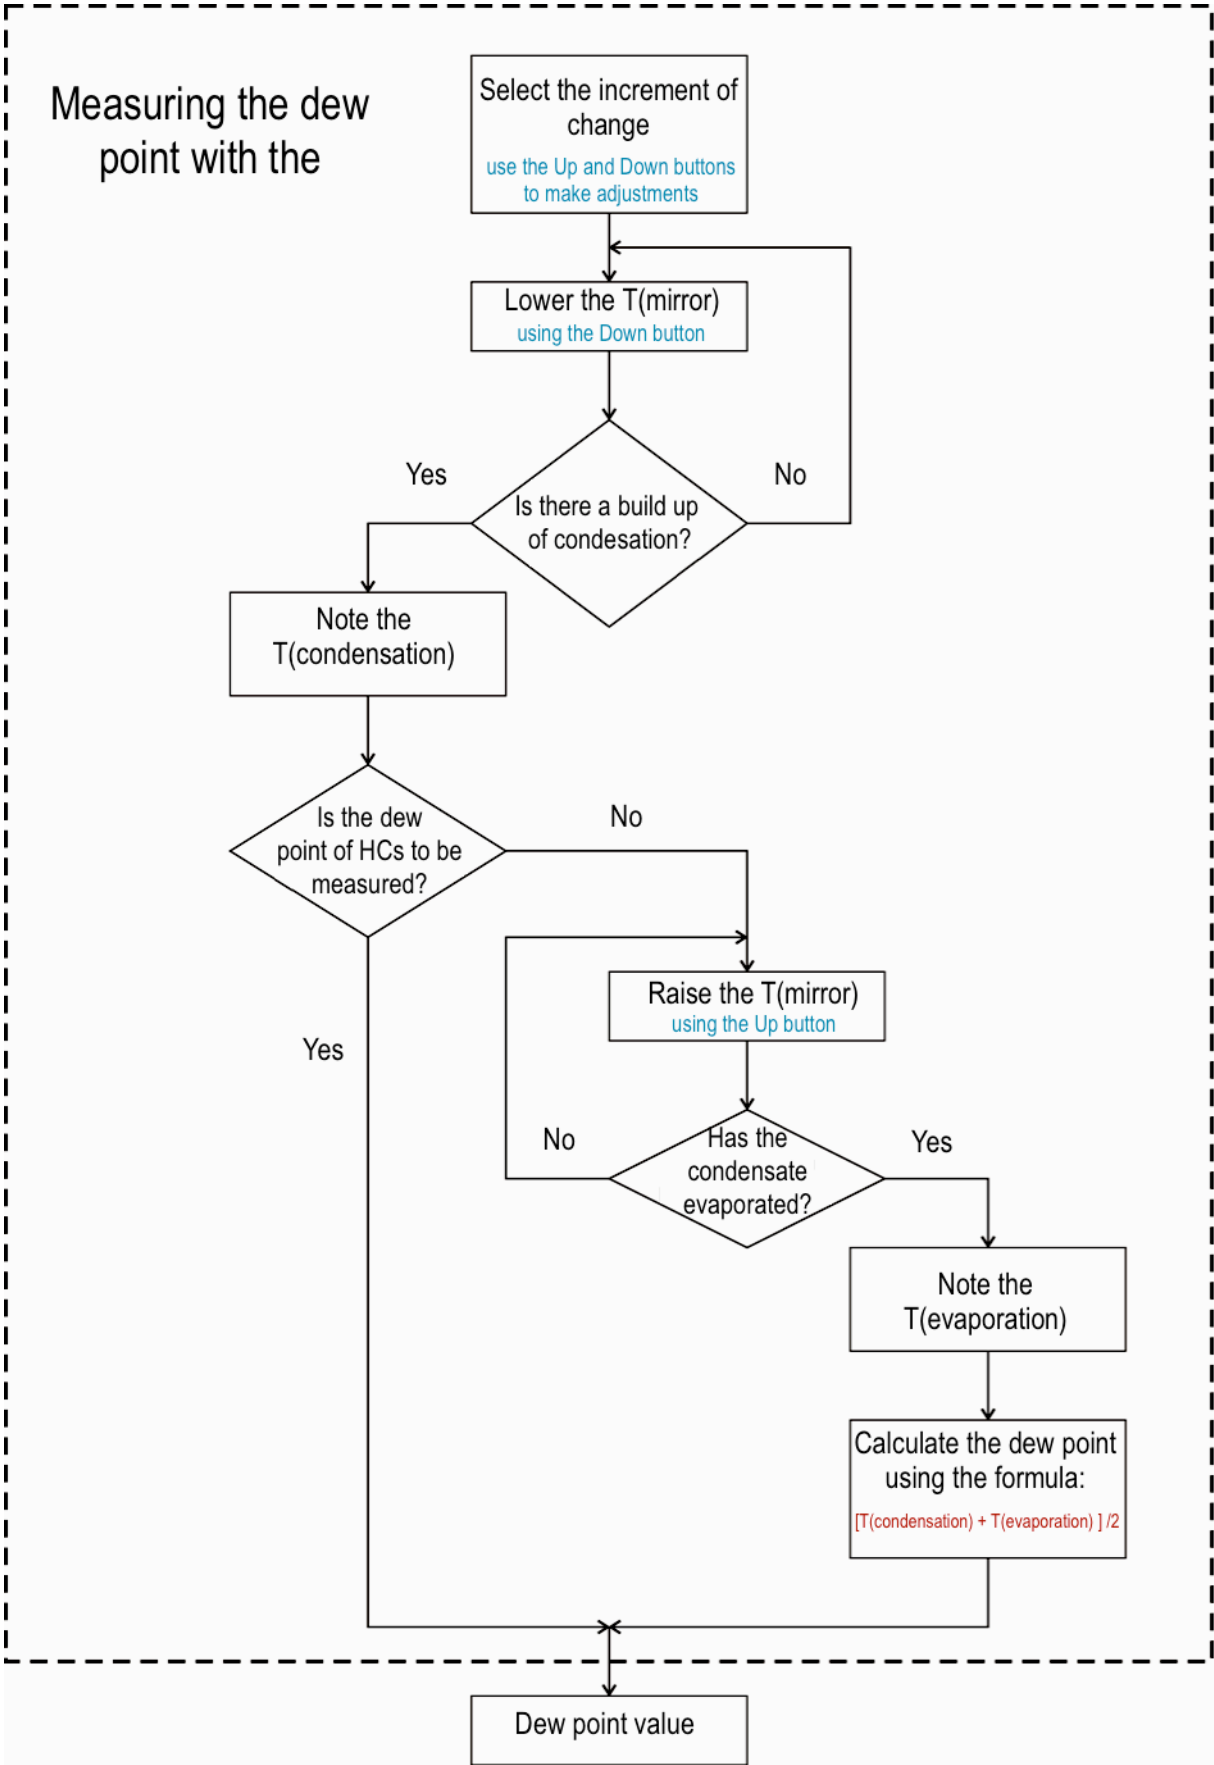 Measuring the dew
point with the
Select the increment of
change
use the Up and Down buttons
to make adjustments
Lower the T(mirror)
using the Down button
Yes
No
Is there a build up
of condesation?
Note the
T(condensation)
Is the dew
point of HCs to be
measured?
No
Yes
Raise the T(mirror)
using the Up button
No
Yes
Has the
condensate
evaporated?
Note the
T(evaporation)
Calculate the dew point
using the formula:
[T(condensation) + T(evaporation) ] /2
Dew point value